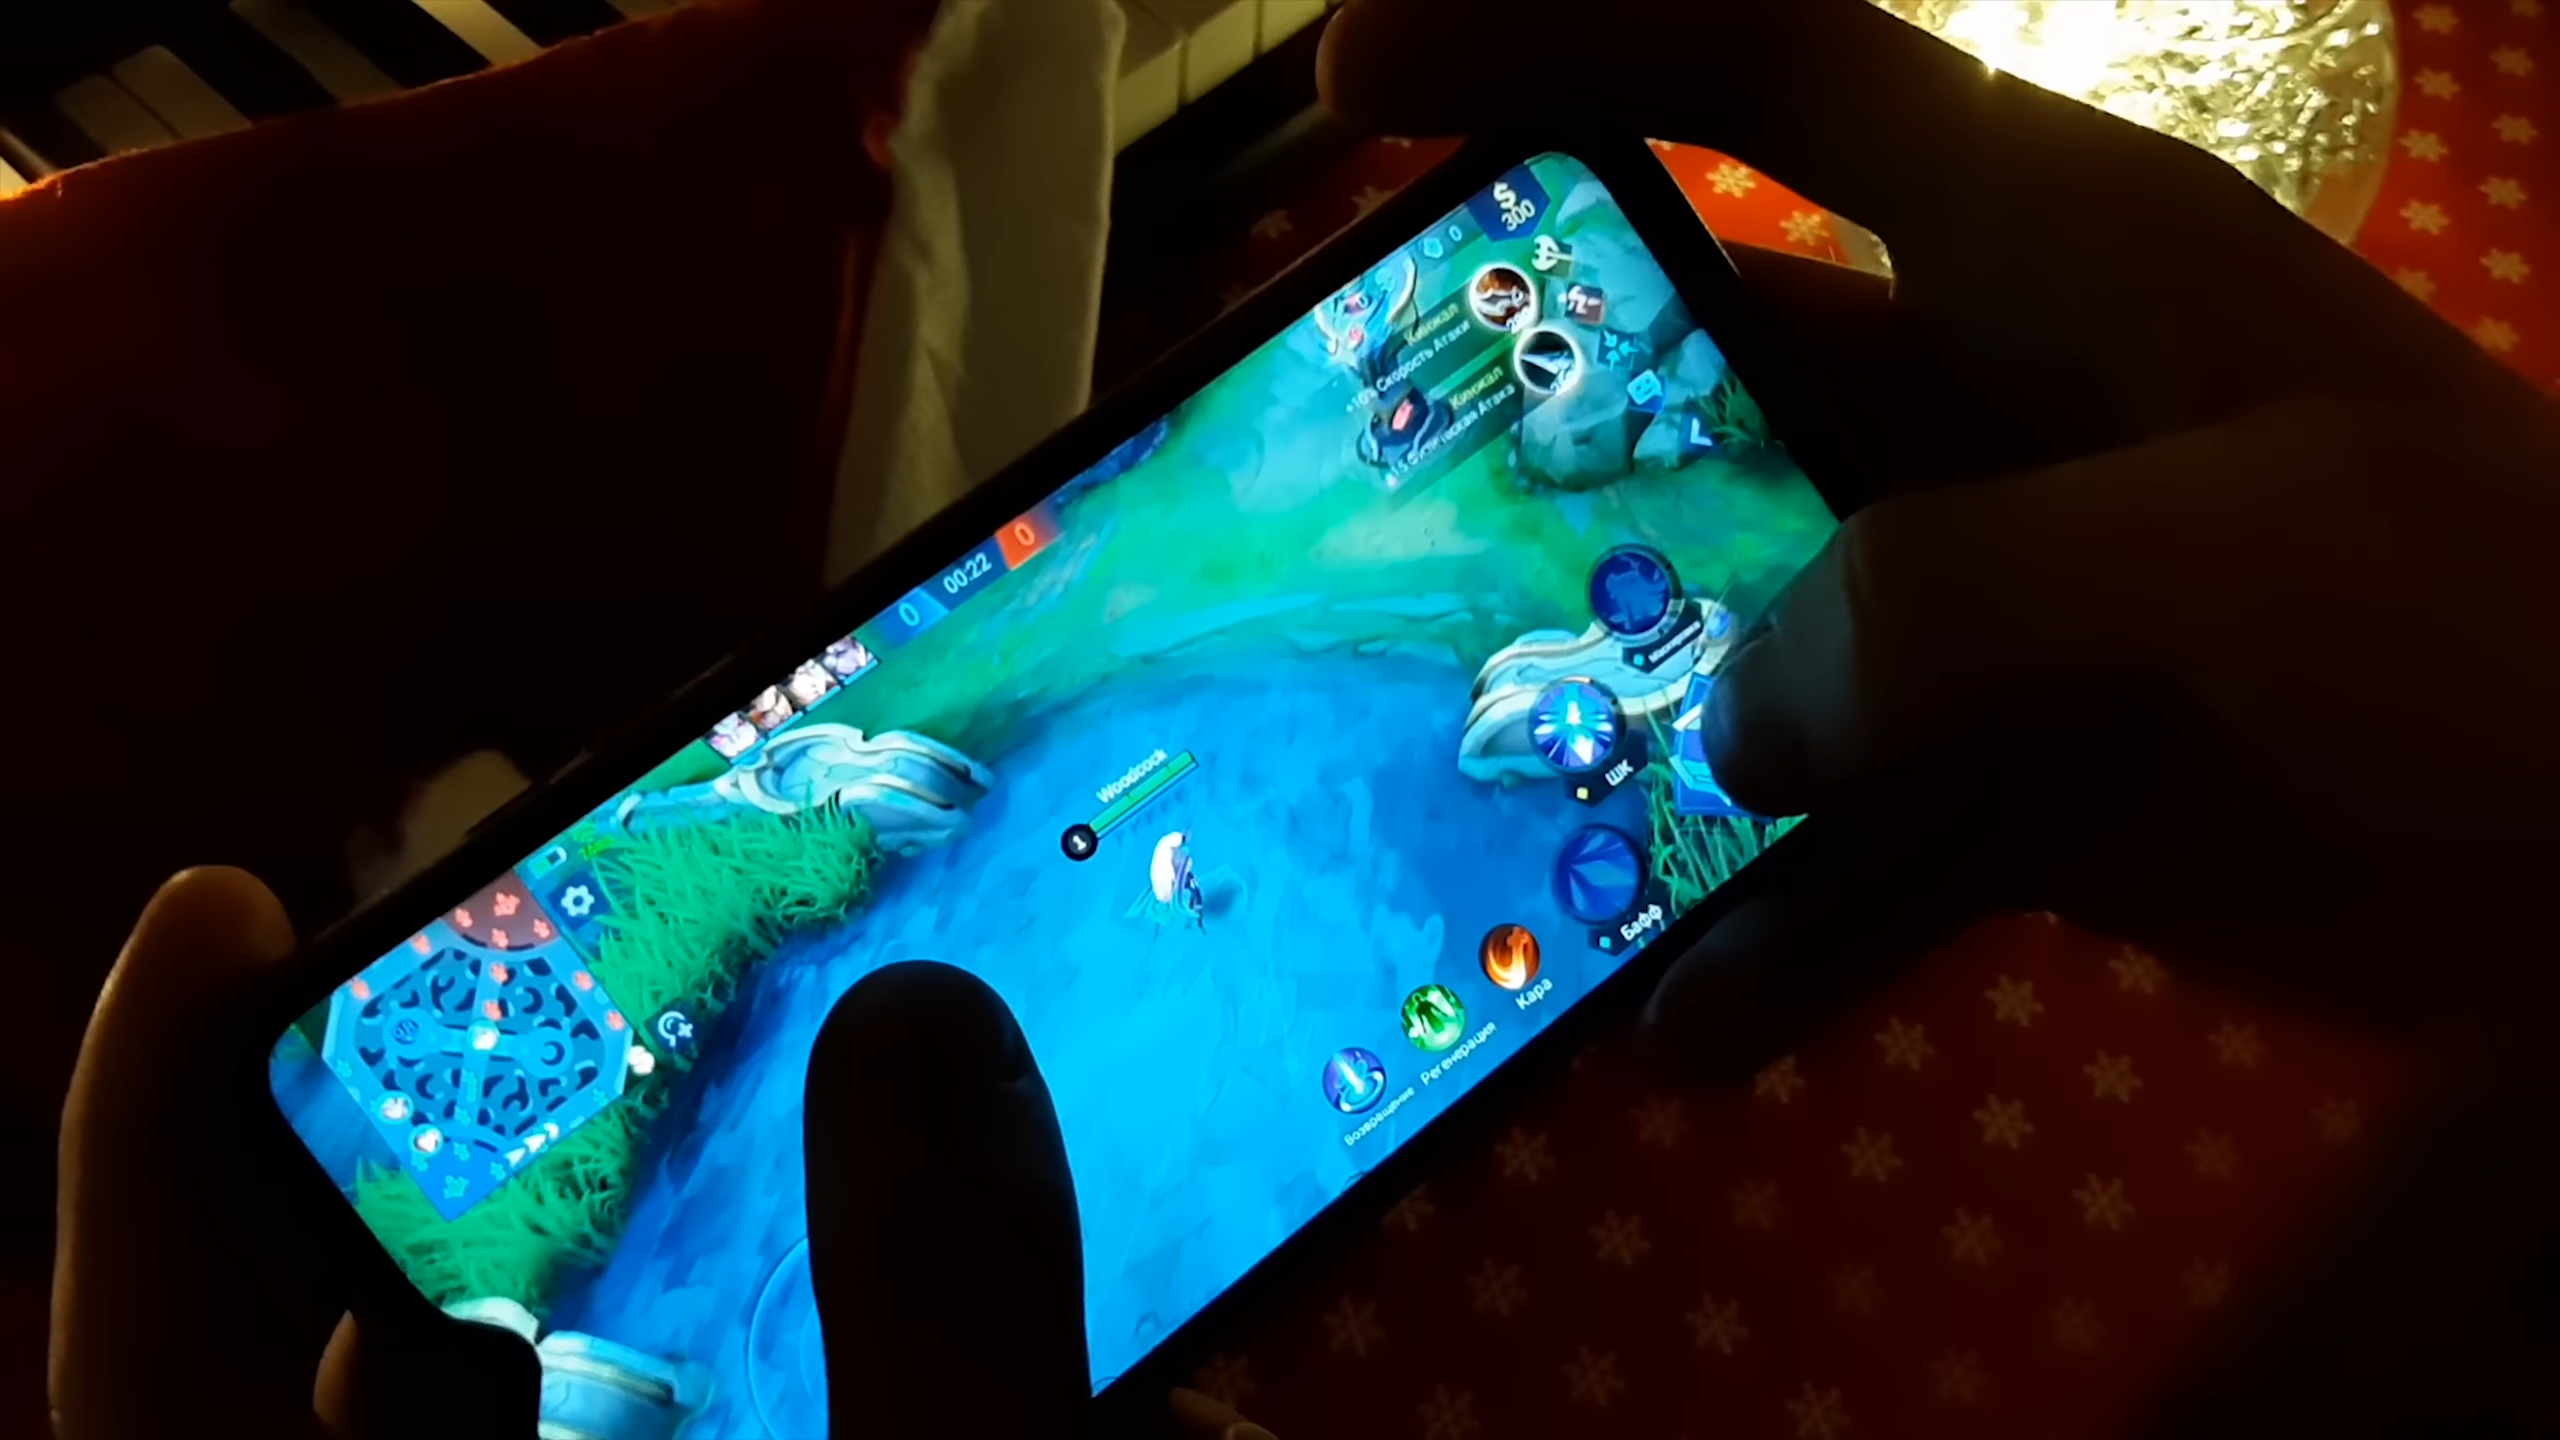 300
0
Кинжал
+10% Скорость Атаки
Кинжал
+15 Физическая Атака
0
00:22
0
Woodcock
1
ШК
Бафф
Кара
Регенерация
Возвращение